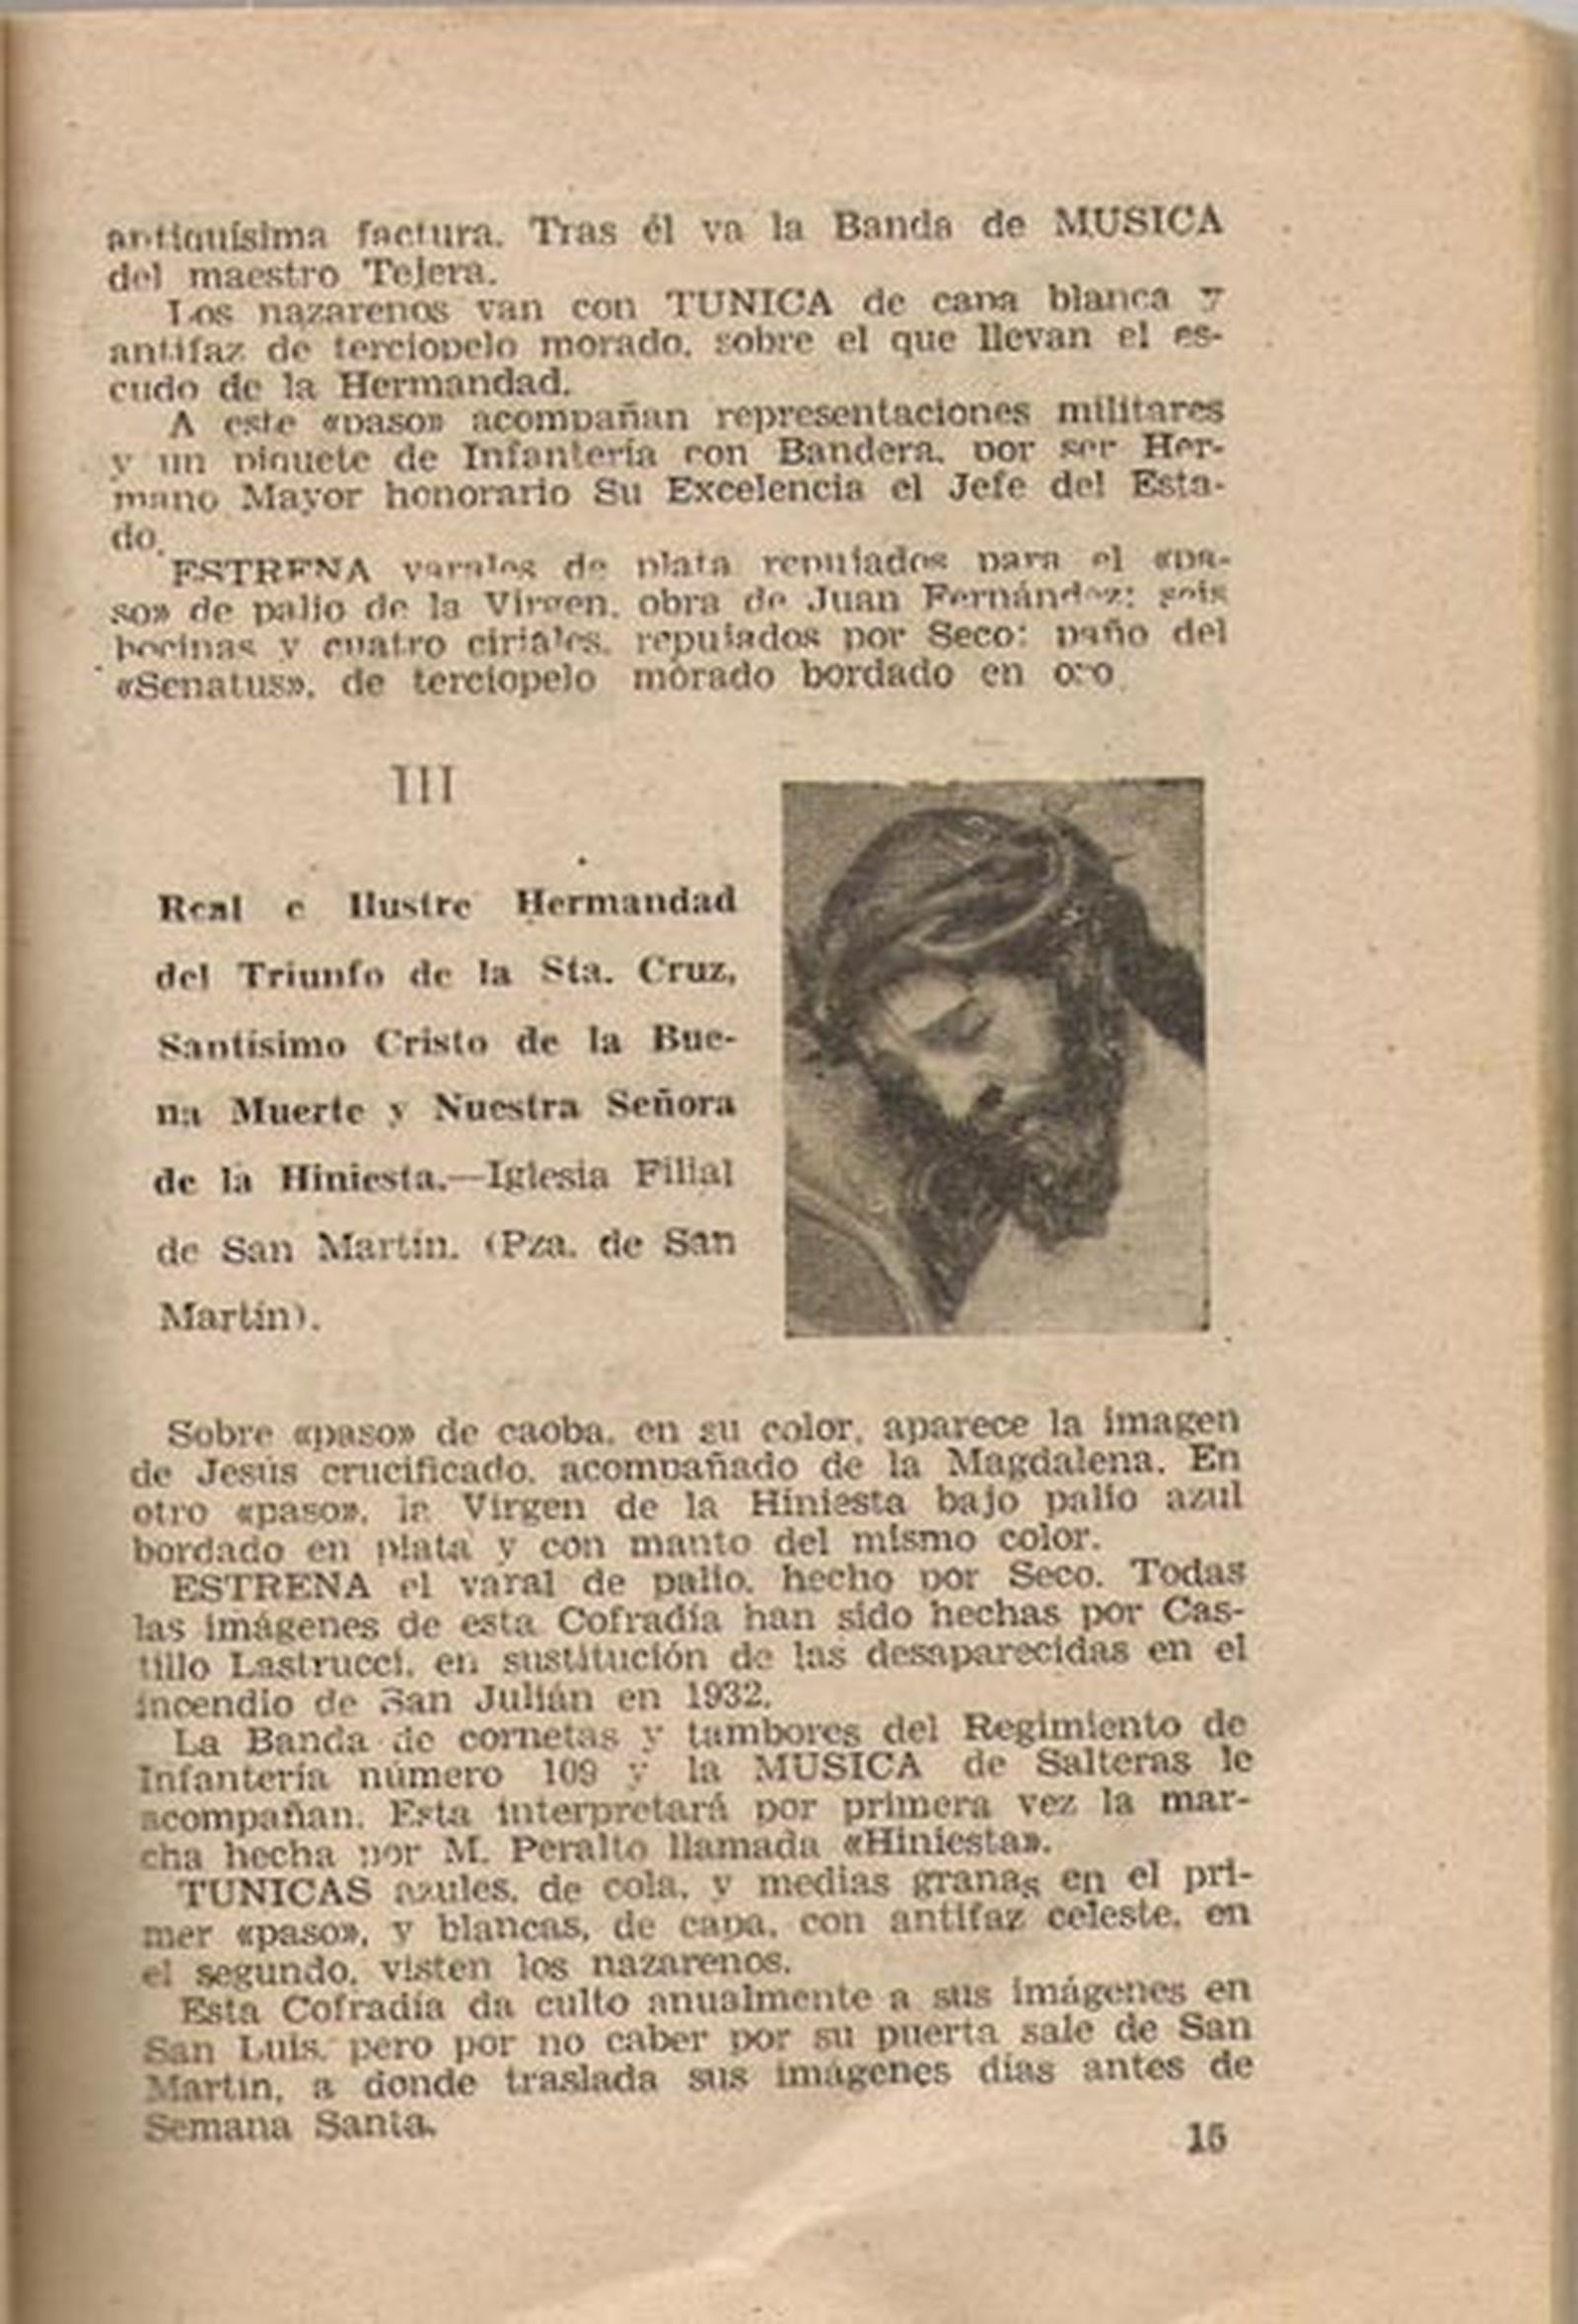 antiquísima factura. Tras él va la Banda de MUSICA
del maestro Tejera.
Los nazarenos van con TUNICA de capa blanca y
antifaz de terciopelo morado, sobre el que llevan el es-
cudo de la Hermandad.
A este «paso» acompañan representaciones militares
y un piquete de Infantería con Bandera, por ser Her-
mano Mayor honorario Su Excelencia el Jefe del Esta-
do.
ESTRENA varales de plata repujados para el «pa-
so» de palio de la Virgen, obra de Juan Fernández; seis
bocinas y cuatro ciriales, repujados por Seco; paño del
«Senatus», de terciopelo morado bordado en oro
III
Real e Ilustre Hermandad
del Triunfo de la Sta. Cruz,
Santísimo Cristo de la Bue-
na Muerte y Nuestra Señora
de la Hiniesta.—Iglesia Filial
de San Martín. (Pza. de San
Martín).
Sobre «paso» de caoba, en su color, aparece la imagen
de Jesús crucificado, acompañado de la Magdalena. En
otro «paso», la Virgen de la Hiniesta bajo palio azul
bordado en plata y con manto del mismo color.
ESTRENA el varal de palio, hecho por Seco. Todas
las imágenes de esta Cofradía han sido hechas por Cas-
tillo Lastrucci, en sustitución de las desaparecidas en el
incendio de San Julián en 1932.
La Banda de cornetas y tambores del Regimiento de
Infantería número 109 y la MUSICA de Salteras le
acompañan. Esta interpretará por primera vez la mar-
cha hecha por M. Peralto llamada «Hiniesta».
TUNICAS azules, de cola, y medias granas en el pri-
mer «paso», y blancas, de capa, con antifaz celeste, en
el segundo, visten los nazarenos.
Esta Cofradía da culto anualmente a sus imágenes en
San Luis, pero por no caber por su puerta sale de San
Martín, a donde traslada sus imágenes días antes de
Semana Santa.
15